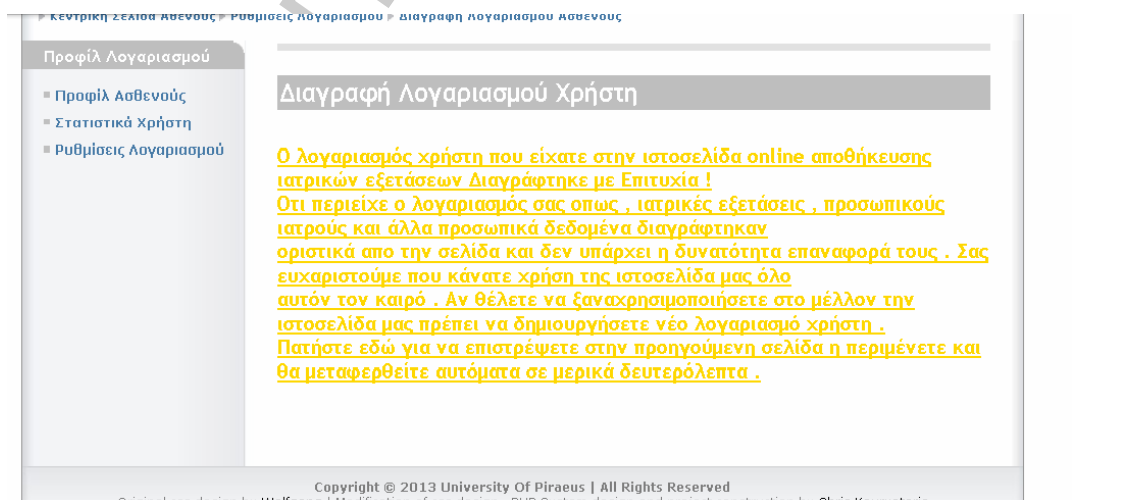 Κεντρική Σελίδα Αθενούς Ρυθμίσεις Λογαριασμού Διαγραφή Λογαριασμού Ασθενούς
Προφίλ Λογαριασμού
Προφίλ Ασθενούς
Στατιστικά Χρήστη
Ρυθμίσεις Λογαριασμού
Διαγραφή Λογαριασμού Χρήστη
Ο λογαριασμός χρήστη που είχατε στην ιστοσελίδα online αποθήκευσης
ιατρικών εξετάσεων Διαγράφτηκε με Επιτυχία !
Οτι περιείχε ο λογαριασμός σας οπως , ιατρικές εξετάσεις , προσωπικούς
ιατρούς και άλλα προσωπικά δεδομένα διαγράφτηκαν
οριστικά απο την σελίδα και δεν υπάρχει η δυνατότητα επαναφορά τους . Σας
ευχαριστούμε που κάνατε χρήση της ιστοσελίδα μας όλο
αυτόν τον καιρό . Αν θέλετε να ξαναχρησιμοποιήσετε στο μέλλον την
ιστοσελίδα μας πρέπει να δημιουργήσετε νέο λογαριασμό χρήστη .
Πατήστε εδώ για να επιστρέψετε στην προηγούμενη σελίδα η περιμένετε και
θα μεταφερθείτε αυτόματα σε μερικά δευτερόλεπτα .
Copyright © 2013 University Of Piraeus | All Rights Reserved